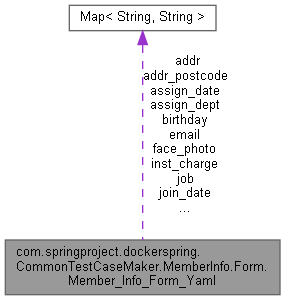 Map< String, String >
addr
addr_postcode
assign_date
assign_dept
birthday
email
face_photo
inst_charge
job
join_date
...
com.springproject.dockerspring.
CommonTestCaseMaker.MemberInfo.Form.
Member_Info_Form_Yaml